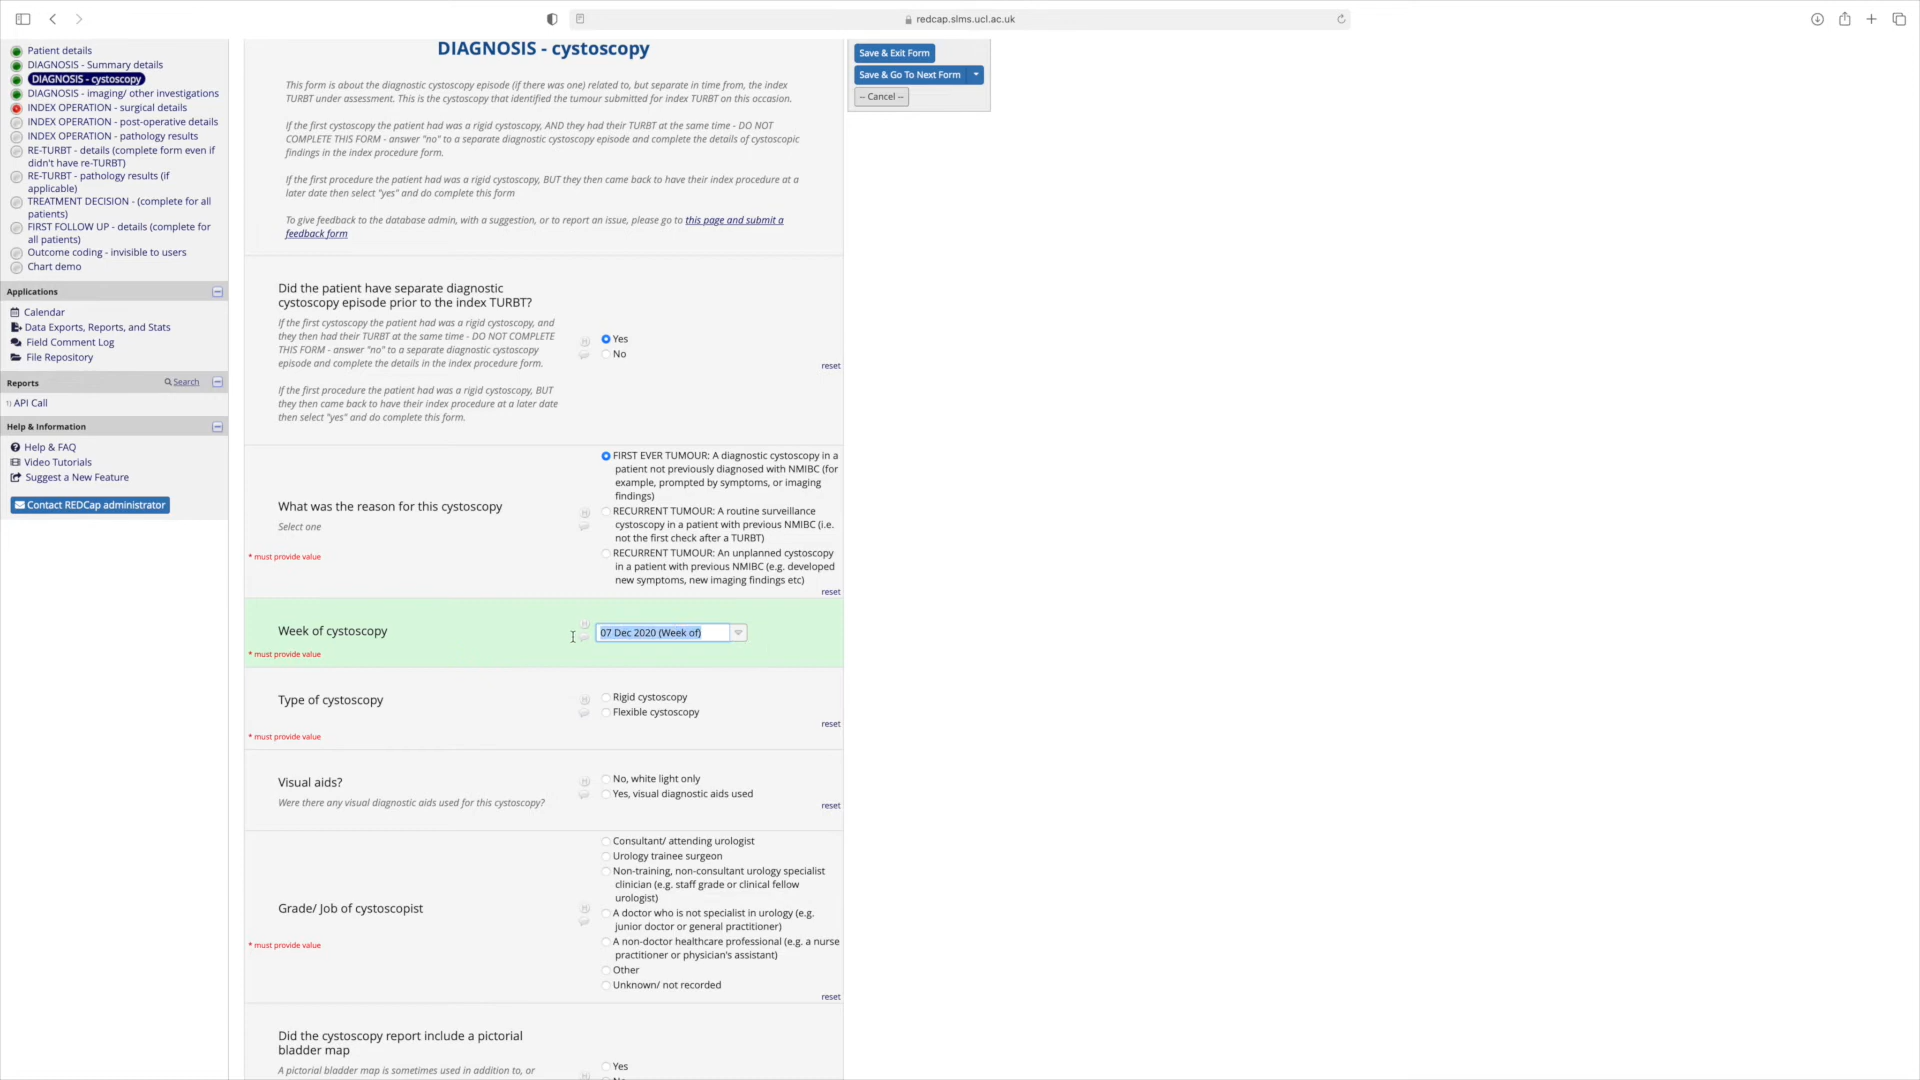 redcap.slms.ucl.ac.uk
Patient details
DIAGNOSIS - Summary details
DIAGNOSIS - cystoscopy
DIAGNOSIS - imaging/ other investigations
INDEX OPERATION - surgical details
INDEX OPERATION - post-operative details
INDEX OPERATION - pathology results
RE-TURBT - details (complete form even if
didn't have re-TURBT)
RE-TURBT - pathology results (if
applicable)
TREATMENT DECISION - (complete for all
patients)
FIRST FOLLOW UP - details (complete for
all patients)
Outcome coding - invisible to users
Chart demo
Applications
Calendar
Data Exports, Reports, and Stats
Field Comment Log
File Repository
Reports
Search
1) API Call
Help & Information
Help & FAQ
Video Tutorials
Suggest a New Feature
Contact REDCap administrator
DIAGNOSIS - cystoscopy
This form is about the diagnostic cystoscopy episode (if there was one) related to, but separate in time from, the index
TURBT under assessment. This is the cystoscopy that identified the tumour submitted for index TURBT on this occasion.
If the first cystoscopy the patient had was a rigid cystoscopy, AND they had their TURBT at the same time - DO NOT
COMPLETE THIS FORM - answer "no" to a separate diagnostic cystoscopy episode and complete the details of cystoscopic
findings in the index procedure form.
If the first procedure the patient had was a rigid cystoscopy, BUT they then came back to have their index procedure at a
later date then select "yes" and do complete this form
To give feedback to the database admin, with a suggestion, or to report an issue, please go to this page and submit a
feedback form
Did the patient have separate diagnostic
cystoscopy episode prior to the index TURBT?
If the first cystoscopy the patient had was a rigid cystoscopy, and
they then had their TURBT at the same time - DO NOT COMPLETE
THIS FORM - answer "no" to a separate diagnostic cystoscopy
episode and complete the details in the index procedure form.
If the first procedure the patient had was a rigid cystoscopy, BUT
they then came back to have their index procedure at a later date
then select "yes" and do complete this form.
Yes
No
reset
What was the reason for this cystoscopy
Select one
* must provide value
FIRST EVER TUMOUR: A diagnostic cystoscopy in a
patient not previously diagnosed with NMIBC (for
example, prompted by symptoms, or imaging
findings)
RECURRENT TUMOUR: A routine surveillance
cystoscopy in a patient with previous NMIBC (i.e.
not the first check after a TURBT)
RECURRENT TUMOUR: An unplanned cystoscopy
in a patient with previous NMIBC (e.g. developed
new symptoms, new imaging findings etc)
reset
Week of cystoscopy
* must provide value
07 Dec 2020 (Week of)
Type of cystoscopy
* must provide value
Rigid cystoscopy
Flexible cystoscopy
reset
Visual aids?
Were there any visual diagnostic aids used for this cystoscopy?
No, white light only
Yes, visual diagnostic aids used
reset
Grade/ Job of cystoscopist
* must provide value
Consultant/ attending urologist
Urology trainee surgeon
Non-training, non-consultant urology specialist
clinician (e.g. staff grade or clinical fellow
urologist)
A doctor who is not specialist in urology (e.g.
junior doctor or general practitioner)
A non-doctor healthcare professional (e.g. a nurse
practitioner or physician's assistant)
Other
Unknown/ not recorded
reset
Did the cystoscopy report include a pictorial
bladder map
A pictorial bladder map is sometimes used in addition to, or
Yes
Save & Exit Form
Save & Go To Next Form
-- Cancel --